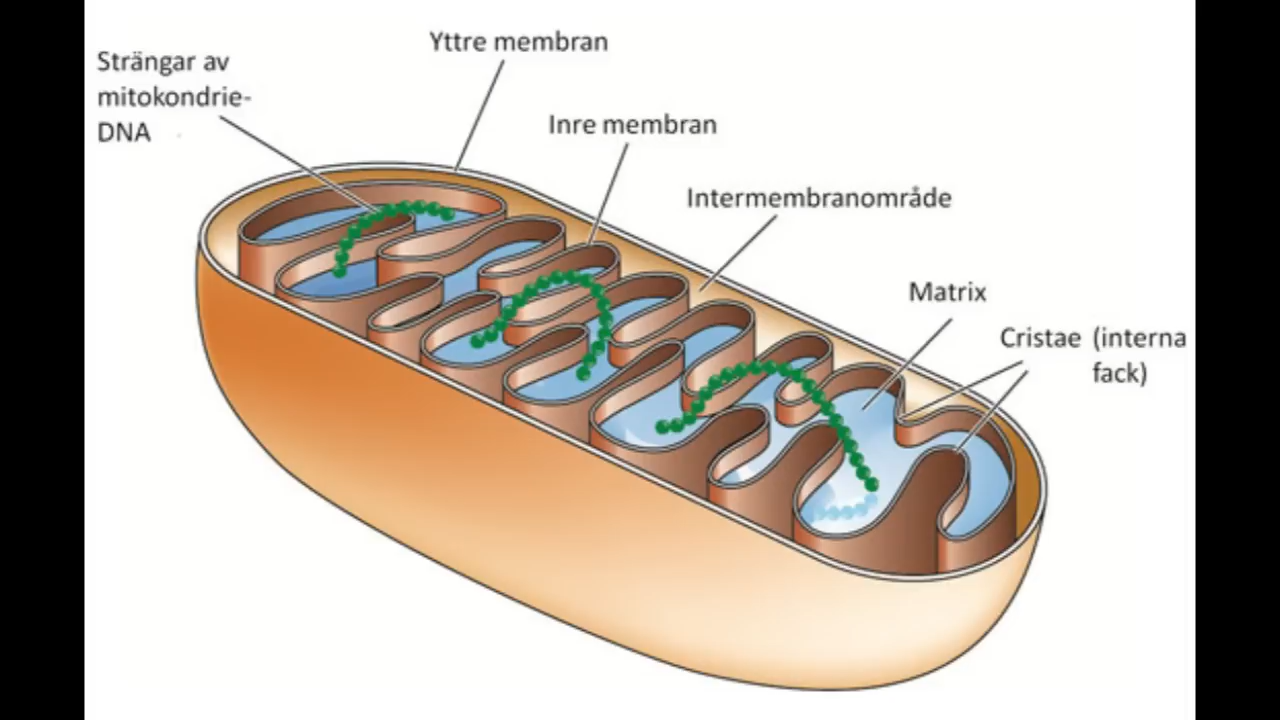 Strängar av
mitokondrie-
DNA
Yttre membran
Inre membran
Intermembranområde
Matrix
Cristae (interna
fack)